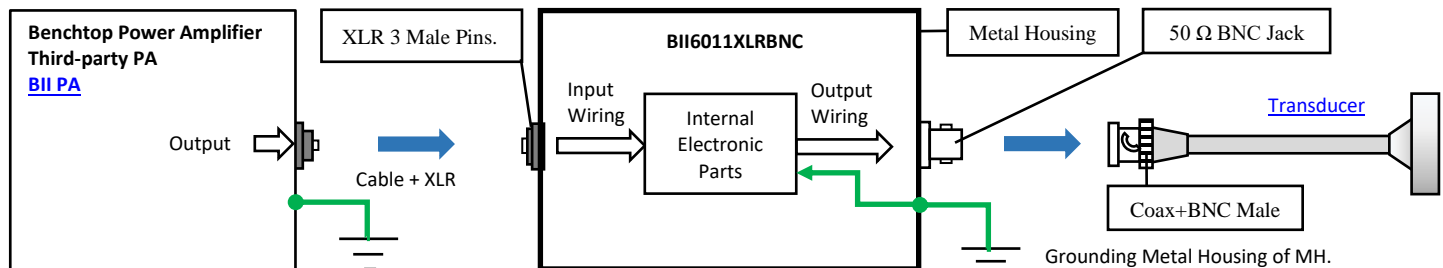 Benchtop Power Amplifier
Third-party PA
BII PA
Output
Cable + XLR
XLR 3 Male Pins.
BII6011XLRBNC
Input
Wiring
Internal
Electronic
Parts
Output
Wiring
Metal Housing
50 Ω BNC Jack
Transducer
Coax+BNC Male
Grounding Metal Housing of MH.